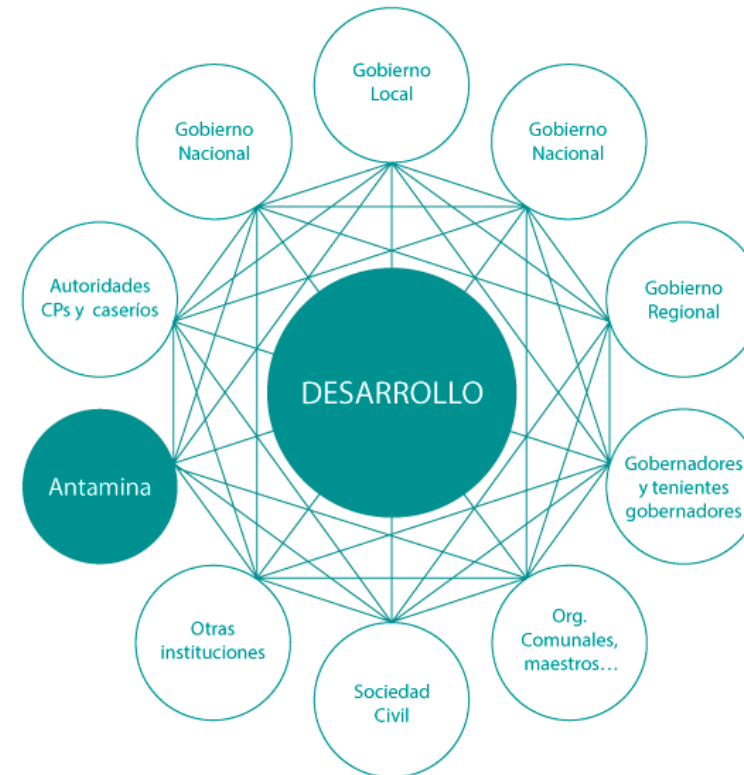 Gobierno
Local
Gobierno
Nacional
Gobierno
Nacional
Autoridades
CPs y caseríos
Gobierno
Regional
DESARROLLO
Antamina
Gobernadores
y tenientes
gobernadores
Otras
instituciones
Org.
Comunales,
maestros...
Sociedad
Civil